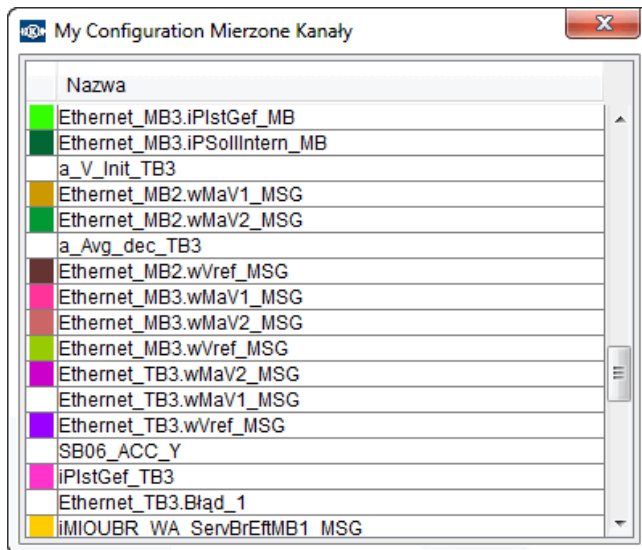 My Configuration Mierzone Kanały
Nazwa
Ethernet_MB3.iPIstGef_MB
Ethernet_MB3.iPSollIntern_MB
a_V_Init_TB3
Ethernet_MB2.wMaV1_MSG
Ethernet_MB2.wMaV2_MSG
a_Avg_dec_TB3
Ethernet_MB2.wVref_MSG
Ethernet_MB3.wMaV1_MSG
Ethernet_MB3.wMaV2_MSG
Ethernet_MB3.wVref_MSG
Ethernet_TB3.wMaV2_MSG
Ethernet_TB3.wMaV1_MSG
Ethernet_TB3.wVref_MSG
SB06_ACC_Y
iPIstGef_TB3
Ethernet_TB3.Błąd_1
iMIOUBR_WA_ServBrEftMB1_MSG